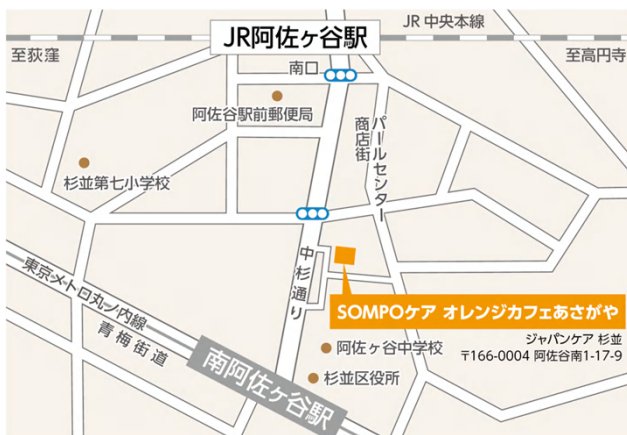 JR阿佐ヶ谷駅
JR 中央本線
至荻窪
至高円寺
南口
阿佐谷駅前郵便局
パールセンター
商店街
杉並第七小学校
中杉通り
東京メトロ丸ノ内線
青梅街道
SOMPOケア オレンジカフェあさがや
ジャパンケア 杉並
〒166-0004 阿佐谷南1-17-9
阿佐ヶ谷中学校
南阿佐ヶ谷駅
杉並区役所